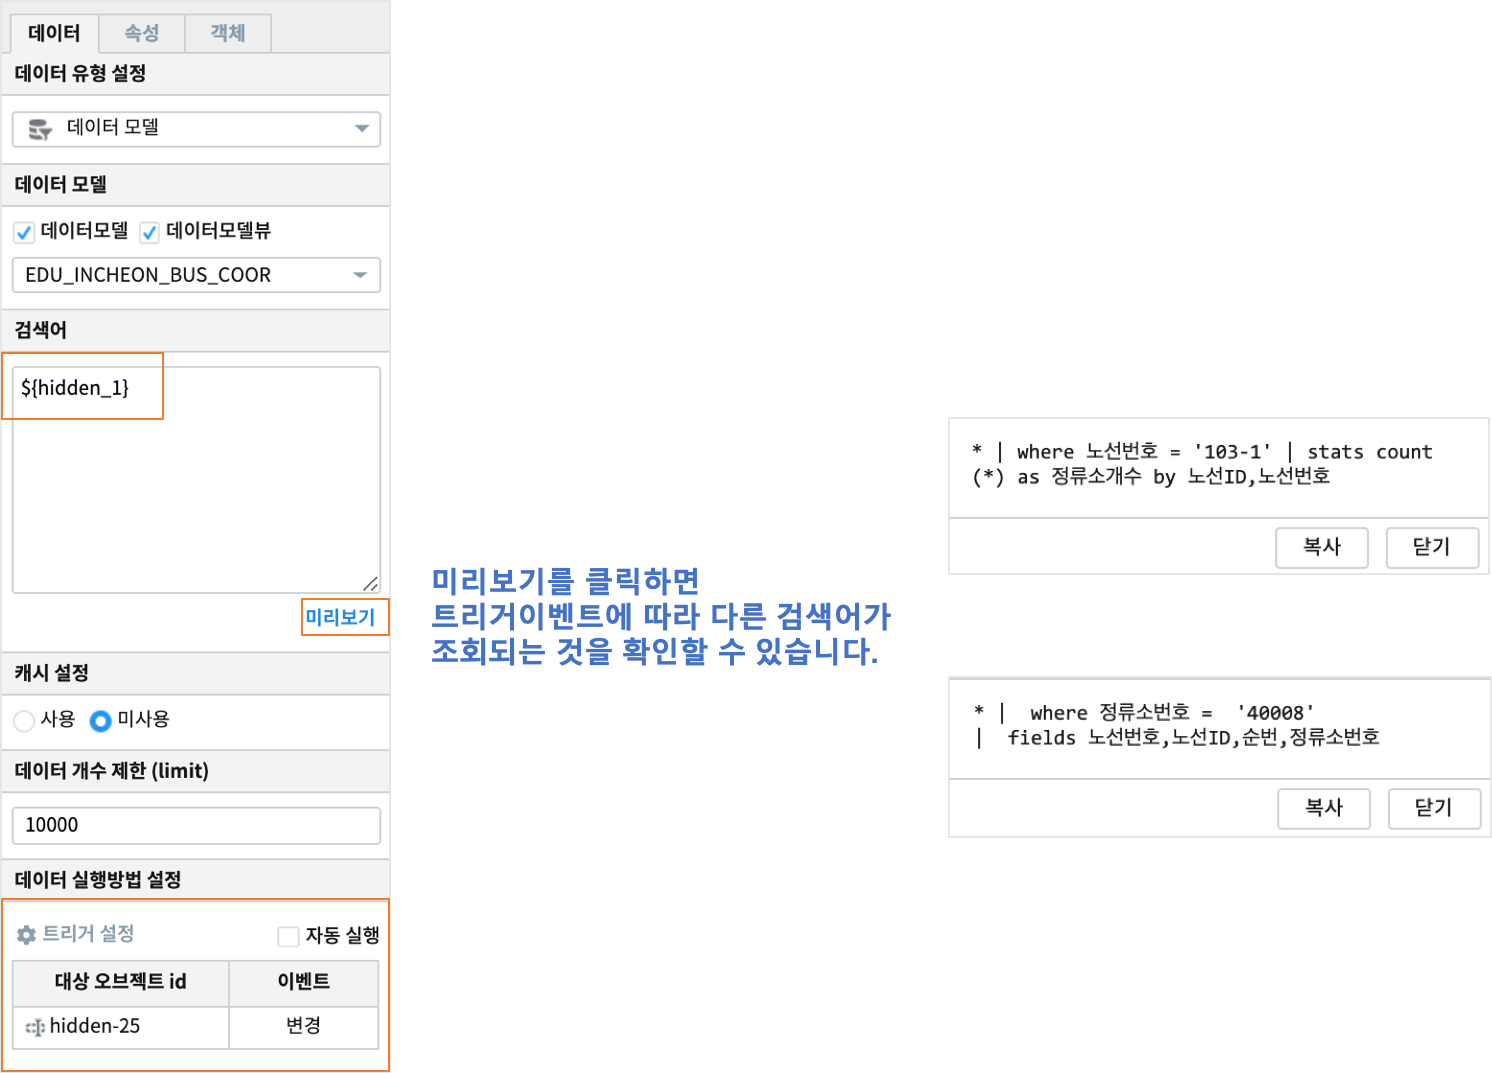 데이터 속성 객체
데이터 유형 설정
데이터 모델
데이터 모델
데이터모델 데이터모델뷰
EDU_INCHEON_BUS_COOR
검색어
${hidden_1}
미리보기
캐시 설정
사용 미사용
데이터 개수 제한 (limit)
10000
데이터 실행방법 설정
트리거 설정 자동 실행
대상 오브젝트 id 이벤트
hidden-25 변경
미리보기를 클릭하면
트리거이벤트에 따라 다른 검색어가
조회되는 것을 확인할 수 있습니다.
* | where 노선번호 = '103-1' | stats count
(*) as 정류소개수 by 노선ID,노선번호
복사 닫기
* |  where 정류소번호 =  '40008'
|  fields 노선번호,노선ID,순번,정류소번호
복사 닫기